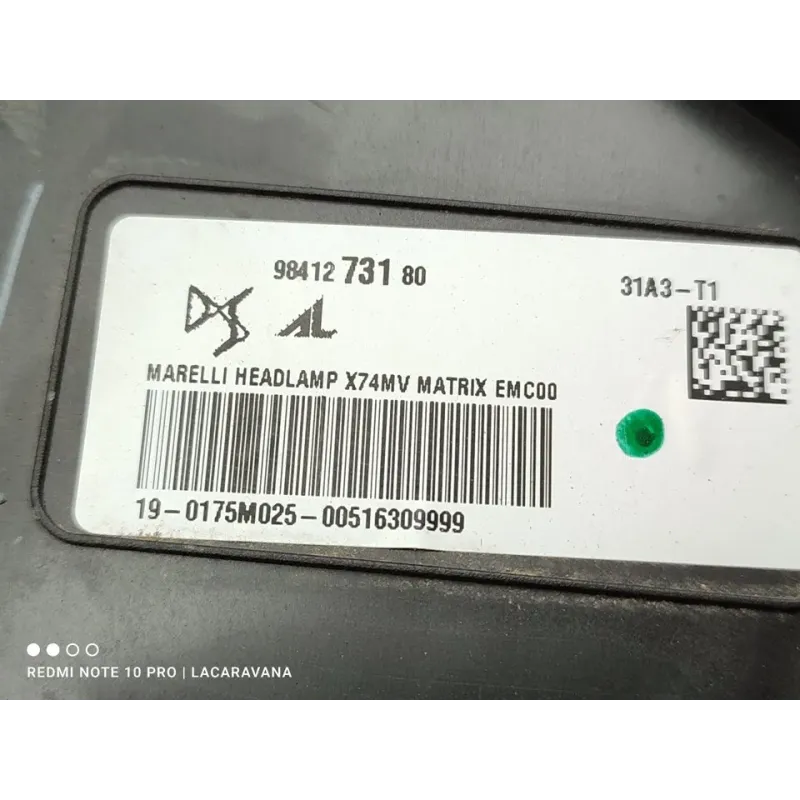 98412 731 80
31A3-T1
DS AL
MARELLI HEADLAMP X74MV MATRIX EMC00
19-0175M025-00516309999
REDMI NOTE 10 PRO | LACARAVANA